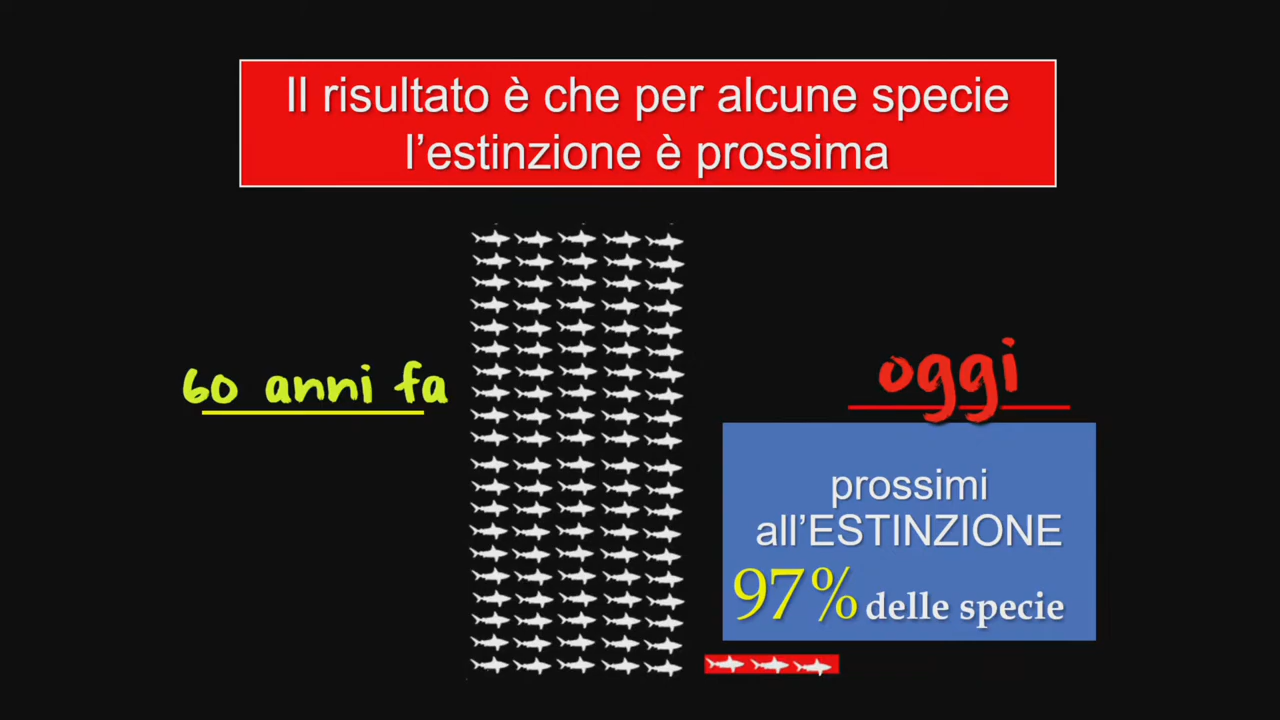 Il risultato è che per alcune specie
l’estinzione è prossima
60 anni fa
oggi
prossimi
all’ESTINZIONE
97% delle specie